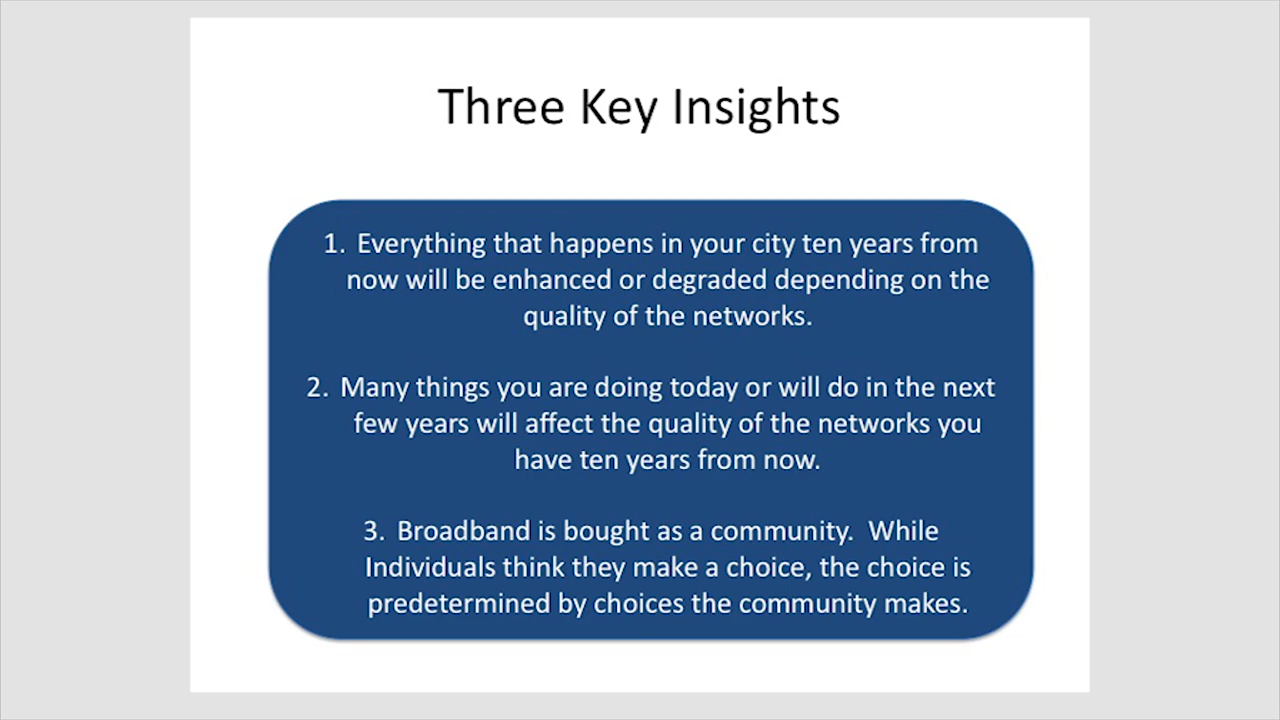 Three Key Insights
1. Everything that happens in your city ten years from
now will be enhanced or degraded depending on the
quality of the networks.
2. Many things you are doing today or will do in the next
few years will affect the quality of the networks you
have ten years from now.
3. Broadband is bought as a community.  While
Individuals think they make a choice, the choice is
predetermined by choices the community makes.